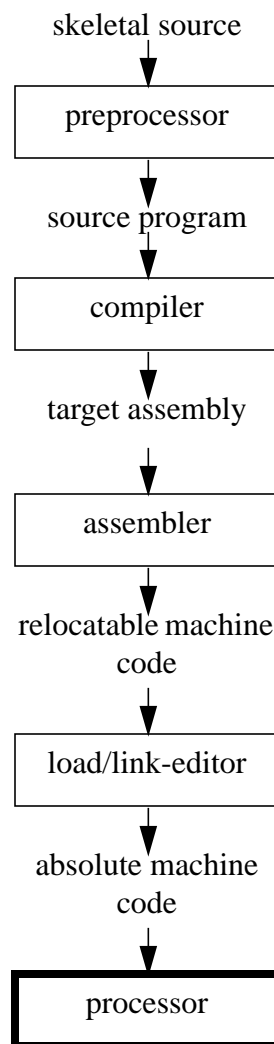 skeletal source
preprocessor
source program
compiler
target assembly
assembler
relocatable machine
code
load/link-editor
absolute machine
code
processor